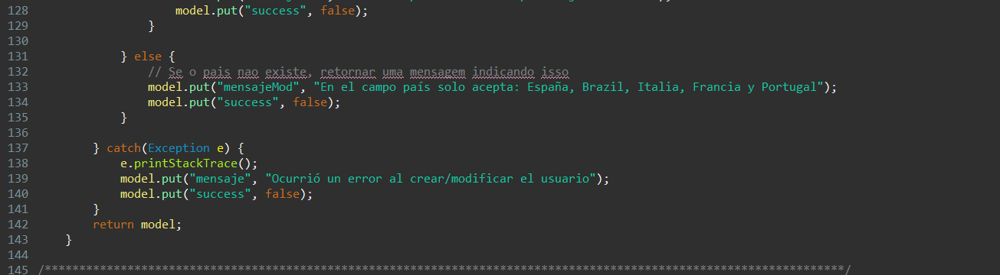 128 model.put("success", false);
129 }
130
131 } else {
132 // Se o pais nao existe, retornar uma mensagem indicando isso
133 model.put("mensajeMod", "En el campo país solo acepta: España, Brazil, Italia, Francia y Portugal");
134 model.put("success", false);
135 }
136
137 } catch(Exception e) {
138 e.printStackTrace();
139 model.put("mensaje", "Ocurrió un error al crear/modificar el usuario");
140 model.put("success", false);
141 }
142 return model;
143 }
144
145 /********************************************************************************************************************/